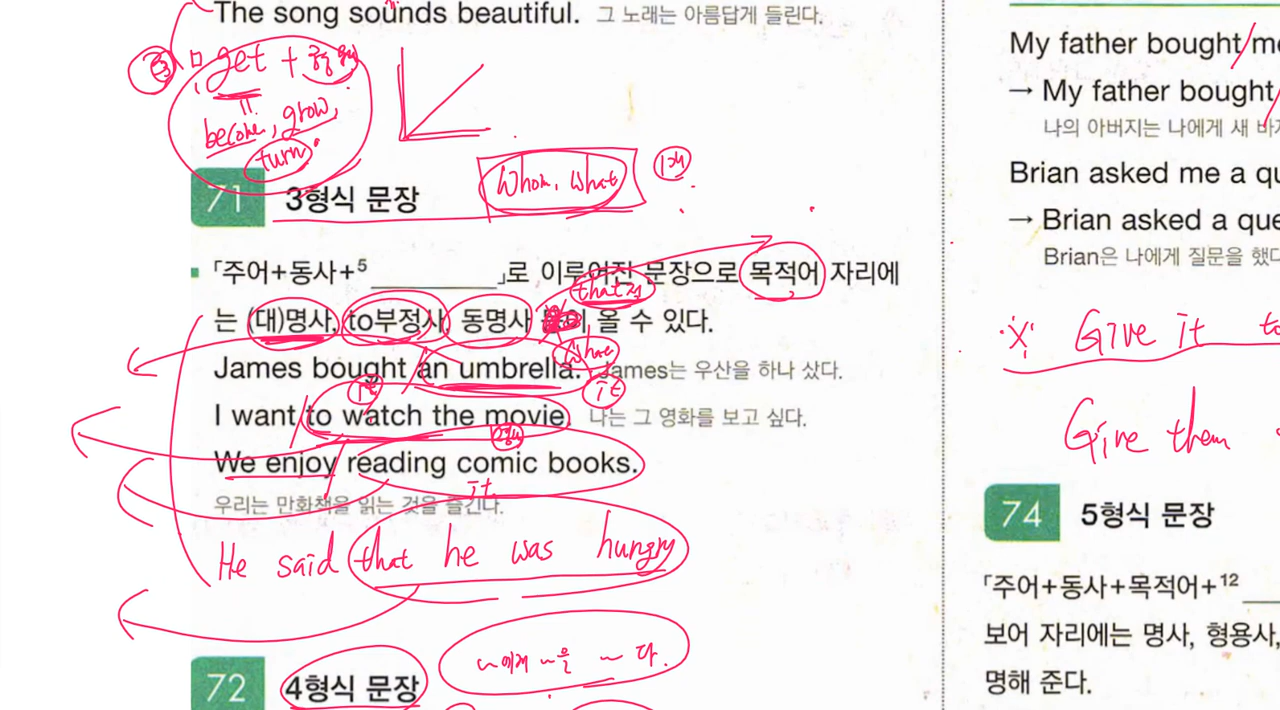 The song sounds beautiful. 그 노래는 아름답게 들린다.
get +
become, grow,
turn
Whom, What
71 3형식 문장
「주어+동사+⁵ ________」로 이루어진 문장으로 목적어 자리에
that절
는 (대)명사, to부정사, 동명사 올 수 있다.
James bought an umbrella. James는 우산을 하나 샀다.
it
I want to watch the movie. 나는 그 영화를 보고 싶다.
We enjoy reading comic books.
it
우리는 만화책을 읽는 것을 즐긴다.
He said that he was hungry
~에게 ~을 ~다.
72 4형식 문장
My father bought me
→ My father bought
나의 아버지는 나에게 새 바지
Brian asked me a qu
→ Brian asked a que
Brian은 나에게 질문을 했다
Give it to
Give them
74 5형식 문장
「주어+동사+목적어+¹²
보어 자리에는 명사, 형용사,
명해 준다.